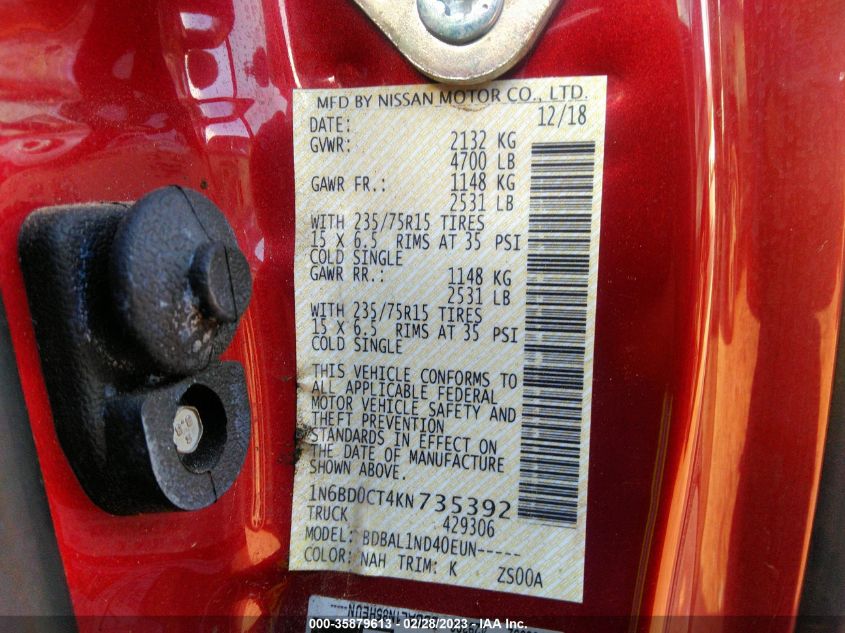 MFD BY NISSAN MOTOR CO., LTD.
DATE: 12/18
GVWR: 2132 KG
4700 LB
GAWR FR.: 1148 KG
2531 LB
WITH 235/75R15 TIRES
15 X 6.5 RIMS AT 35 PSI
COLD SINGLE
GAWR RR.: 1148 KG
2531 LB
WITH 235/75R15 TIRES
15 X 6.5 RIMS AT 35 PSI
COLD SINGLE
THIS VEHICLE CONFORMS TO
ALL APPLICABLE FEDERAL
MOTOR VEHICLE SAFETY AND
THEFT PREVENTION
STANDARDS IN EFFECT ON
THE DATE OF MANUFACTURE
SHOWN ABOVE.
1N6BD0CT4KN735392
TRUCK 429306
MODEL: BDBAL1ND40EUN-----
COLOR: NAH TRIM: K ZS00A
000-35879613 - 02/28/2023 - IAA Inc.